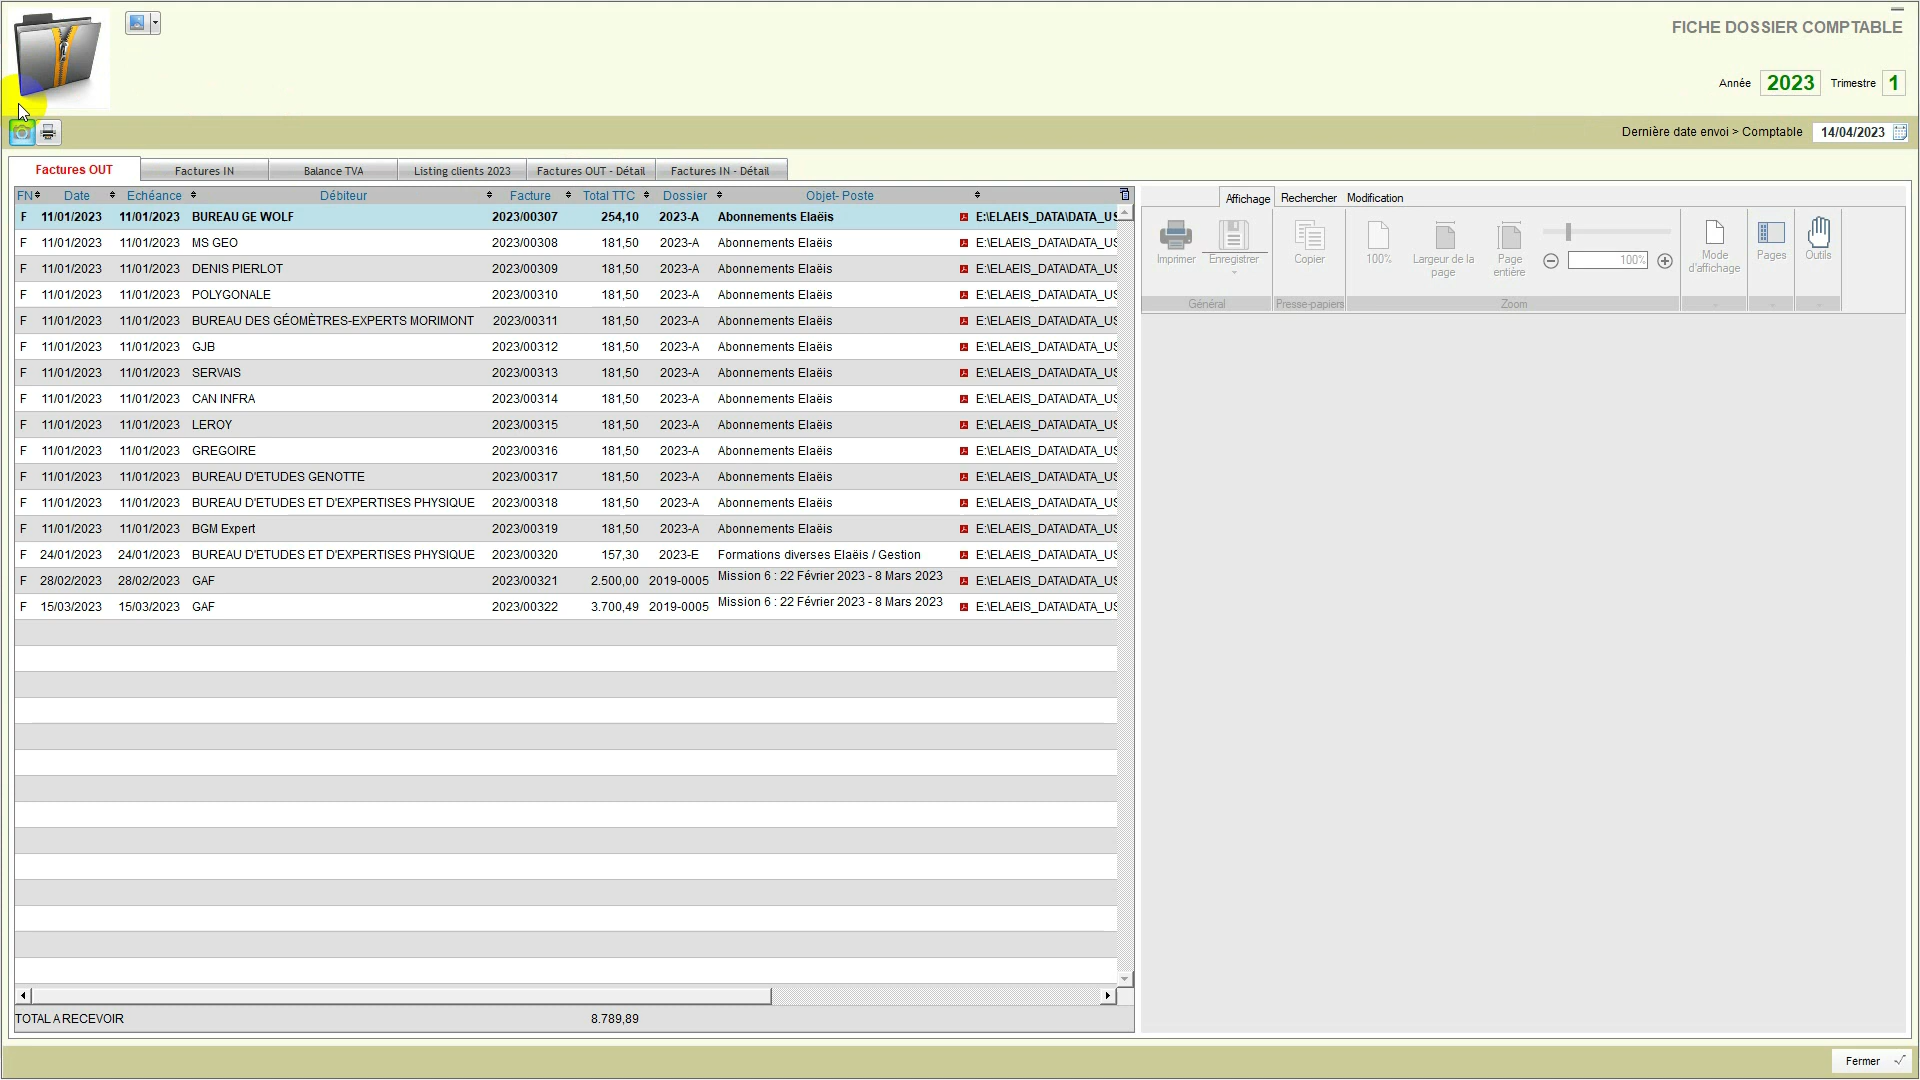 FICHE DOSSIER COMPTABLE
Année 2023 Trimestre 1
Dernière date envoi > Comptable 14/04/2023
Factures OUT Factures IN Balance TVA Listing clients 2023 Factures OUT - Détail Factures IN - Détail
FN Date Echéance Débiteur Facture Total TTC Dossier Objet- Poste
F 11/01/2023 11/01/2023 BUREAU GE WOLF 2023/00307 254,10 2023-A Abonnements Elaëis E:\ELAEIS_DATA\DATA_US
F 11/01/2023 11/01/2023 MS GEO 2023/00308 181,50 2023-A Abonnements Elaëis E:\ELAEIS_DATA\DATA_US
F 11/01/2023 11/01/2023 DENIS PIERLOT 2023/00309 181,50 2023-A Abonnements Elaëis E:\ELAEIS_DATA\DATA_US
F 11/01/2023 11/01/2023 POLYGONALE 2023/00310 181,50 2023-A Abonnements Elaëis E:\ELAEIS_DATA\DATA_US
F 11/01/2023 11/01/2023 BUREAU DES GÉOMÈTRES-EXPERTS MORIMONT 2023/00311 181,50 2023-A Abonnements Elaëis E:\ELAEIS_DATA\DATA_US
F 11/01/2023 11/01/2023 GJB 2023/00312 181,50 2023-A Abonnements Elaëis E:\ELAEIS_DATA\DATA_US
F 11/01/2023 11/01/2023 SERVAIS 2023/00313 181,50 2023-A Abonnements Elaëis E:\ELAEIS_DATA\DATA_US
F 11/01/2023 11/01/2023 CAN INFRA 2023/00314 181,50 2023-A Abonnements Elaëis E:\ELAEIS_DATA\DATA_US
F 11/01/2023 11/01/2023 LEROY 2023/00315 181,50 2023-A Abonnements Elaëis E:\ELAEIS_DATA\DATA_US
F 11/01/2023 11/01/2023 GREGOIRE 2023/00316 181,50 2023-A Abonnements Elaëis E:\ELAEIS_DATA\DATA_US
F 11/01/2023 11/01/2023 BUREAU D'ETUDES GENOTTE 2023/00317 181,50 2023-A Abonnements Elaëis E:\ELAEIS_DATA\DATA_US
F 11/01/2023 11/01/2023 BUREAU D'ETUDES ET D'EXPERTISES PHYSIQUE 2023/00318 181,50 2023-A Abonnements Elaëis E:\ELAEIS_DATA\DATA_US
F 11/01/2023 11/01/2023 BGM Expert 2023/00319 181,50 2023-A Abonnements Elaëis E:\ELAEIS_DATA\DATA_US
F 24/01/2023 24/01/2023 BUREAU D'ETUDES ET D'EXPERTISES PHYSIQUE 2023/00320 157,30 2023-E Formations diverses Elaëis / Gestion E:\ELAEIS_DATA\DATA_US
F 28/02/2023 28/02/2023 GAF 2023/00321 2.500,00 2019-0005 Mission 6 : 22 Février 2023 - 8 Mars 2023 E:\ELAEIS_DATA\DATA_US
F 15/03/2023 15/03/2023 GAF 2023/00322 3.700,49 2019-0005 Mission 6 : 22 Février 2023 - 8 Mars 2023 E:\ELAEIS_DATA\DATA_US
TOTAL A RECEVOIR 8.789,89
Affichage Rechercher Modification
Imprimer Enregistrer Copier 100% Largeur de la page Page entière 100% Mode d'affichage Pages Outils
Général Presse-papiers Zoom
Fermer